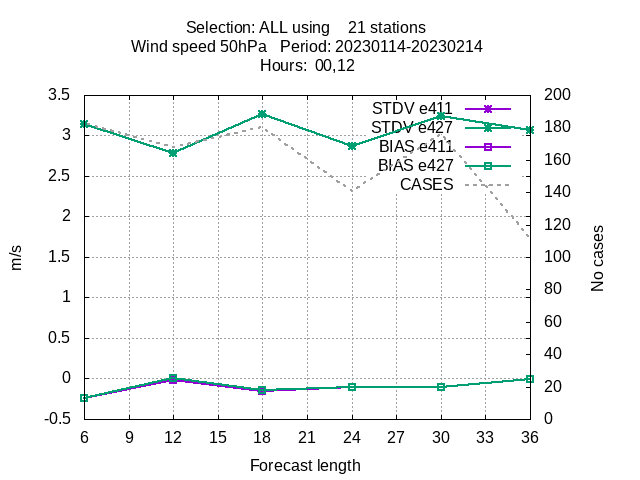 Selection: ALL using    21 stations
Wind speed 50hPa   Period: 20230114-20230214
Hours:  00,12
STDV e411
STDV e427
BIAS e411
BIAS e427
CASES
3.5
3
2.5
2
1.5
1
0.5
0
-0.5
m/s
200
180
160
140
120
100
80
60
40
20
0
No cases
6 9 12 15 18 21 24 27 30 33 36
Forecast length